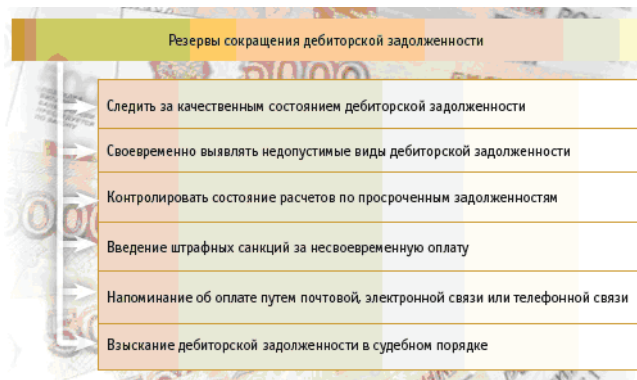 Резервы сокращения дебиторской задолженности
Следить за качественным состоянием дебиторской задолженности
Своевременно выявлять недопустимые виды дебиторской задолженности
Контролировать состояние расчетов по просроченным задолженностям
Введение штрафных санкций за несвоевременную оплату
Напоминание об оплате путем почтовой, электронной связи или телефонной связи
Взыскание дебиторской задолженности в судебном порядке